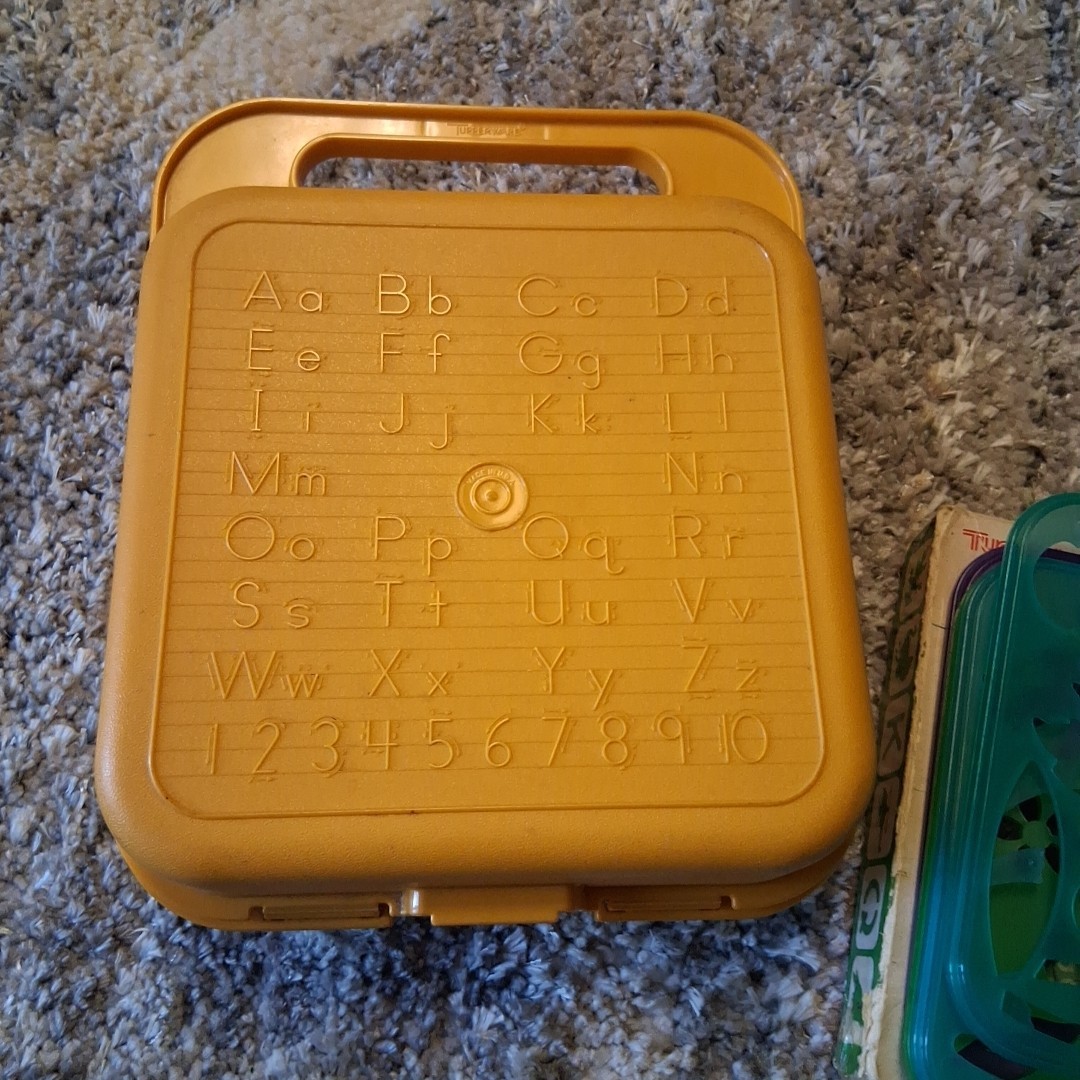 TUPPERWARE
Aa Bb Cc Dd
Ee Ff Gg Hh
Ii Jj Kk Ll
Mm Nn
Oo Pp Qq Rr
Ss Tt Uu Vv
Ww Xx Yy Zz
1 2 3 4 5 6 7 8 9 10